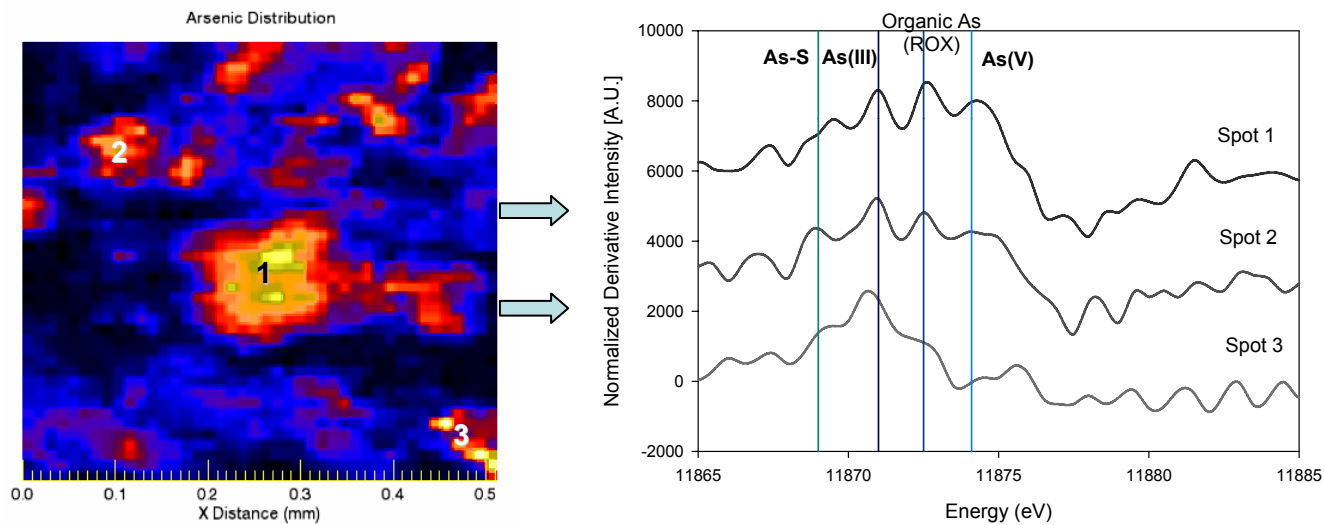 Arsenic Distribution
2
1
3
0.0 0.1 0.2 0.3 0.4 0.5
X Distance (mm)
Organic As
(ROX)
As-S As(III) As(V)
Normalized Derivative Intensity [A.U.]
10000
8000
6000
4000
2000
0
-2000
Spot 1
Spot 2
Spot 3
11865 11870 11875 11880 11885
Energy (eV)